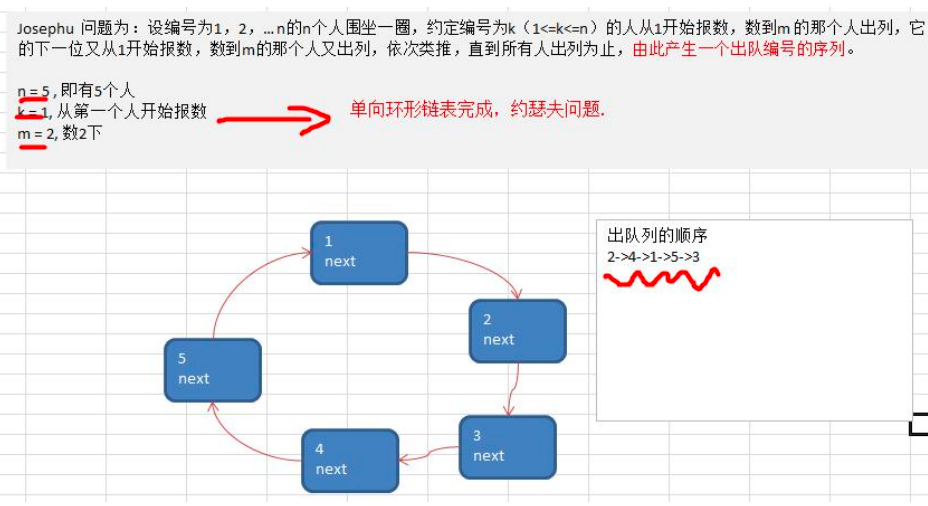 Josephu 问题为：设编号为1，2，… n的n个人围坐一圈，约定编号为k（1<=k<=n）的人从1开始报数，数到m 的那个人出列，它
的下一位又从1开始报数，数到m的那个人又出列，依次类推，直到所有人出列为止，由此产生一个出队编号的序列。
n = 5 , 即有5个人
k = 1, 从第一个人开始报数
单向环形链表完成，约瑟夫问题.
m = 2, 数2下
1
next
2
next
3
next
4
next
5
next
出队列的顺序
2->4->1->5->3